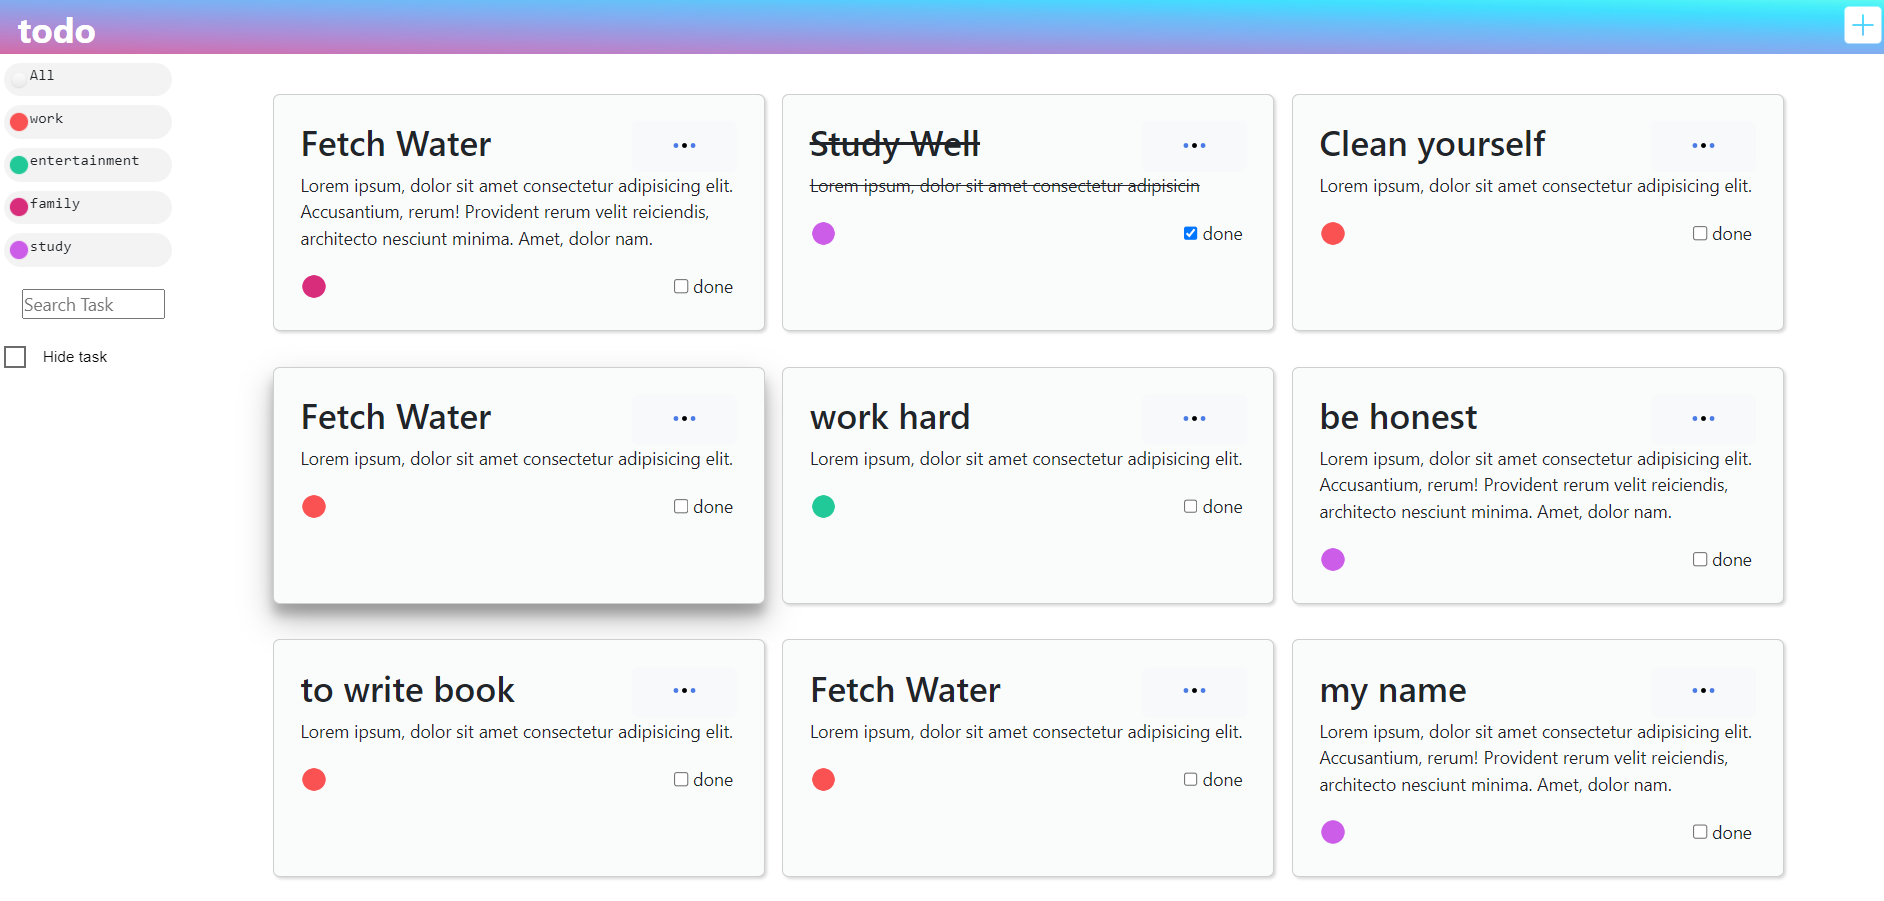 todo
All
work
entertainment
family
study
Search Task
Hide task
Fetch Water
Lorem ipsum, dolor sit amet consectetur adipisicing elit.
Accusantium, rerum! Provident rerum velit reiciendis,
architecto nesciunt minima. Amet, dolor nam.
done
Study Well
Lorem ipsum, dolor sit amet consectetur adipisicin
done
Clean yourself
Lorem ipsum, dolor sit amet consectetur adipisicing elit.
done
Fetch Water
Lorem ipsum, dolor sit amet consectetur adipisicing elit.
done
work hard
Lorem ipsum, dolor sit amet consectetur adipisicing elit.
done
be honest
Lorem ipsum, dolor sit amet consectetur adipisicing elit.
Accusantium, rerum! Provident rerum velit reiciendis,
architecto nesciunt minima. Amet, dolor nam.
done
to write book
Lorem ipsum, dolor sit amet consectetur adipisicing elit.
done
Fetch Water
Lorem ipsum, dolor sit amet consectetur adipisicing elit.
done
my name
Lorem ipsum, dolor sit amet consectetur adipisicing elit.
Accusantium, rerum! Provident rerum velit reiciendis,
architecto nesciunt minima. Amet, dolor nam.
done